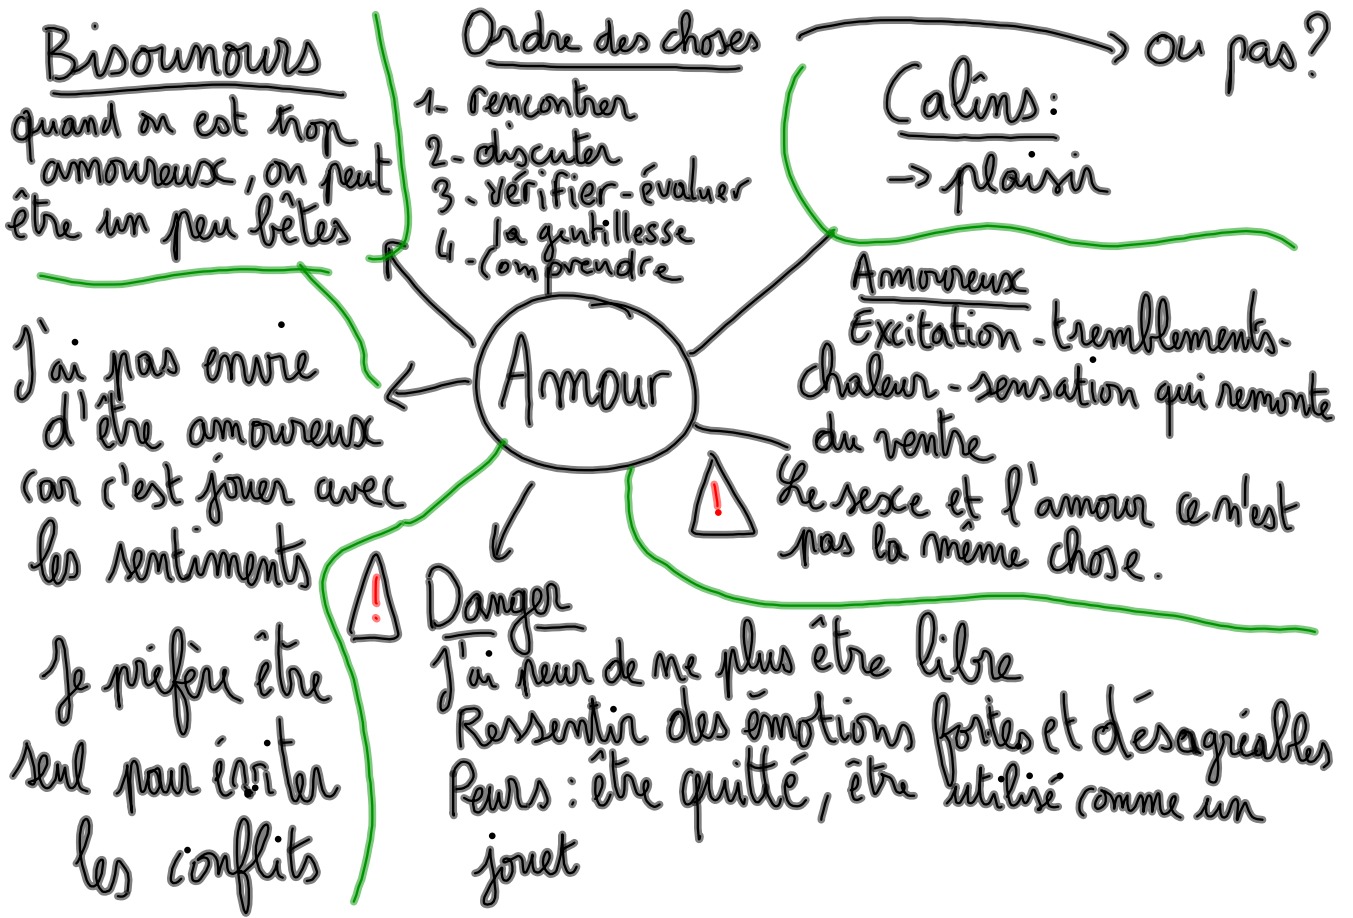 Bisounours
quand on est trop
amoureux, on peut
être un peu bêtes
Ordre des choses
1- rencontrer
2- discuter
3- vérifier-évaluer
la gentillesse
4-Comprendre
ou pas?
Calîns:
→ plaisir
Amoureux
Excitation - tremblements-
chaleur - sensation qui remonte
du ventre
! Le sexe et l'amour ce n'est
pas la même chose.
Amour
J'ai pas envie
d'être amoureux
car c'est jouer avec
les sentiments
Je préfère être
seul pour éviter
les conflits
! Danger
J'ai peur de ne plus être libre
Ressentir des émotions fortes et désagréables
Peurs : être quitté, être utilisé comme un
jouet